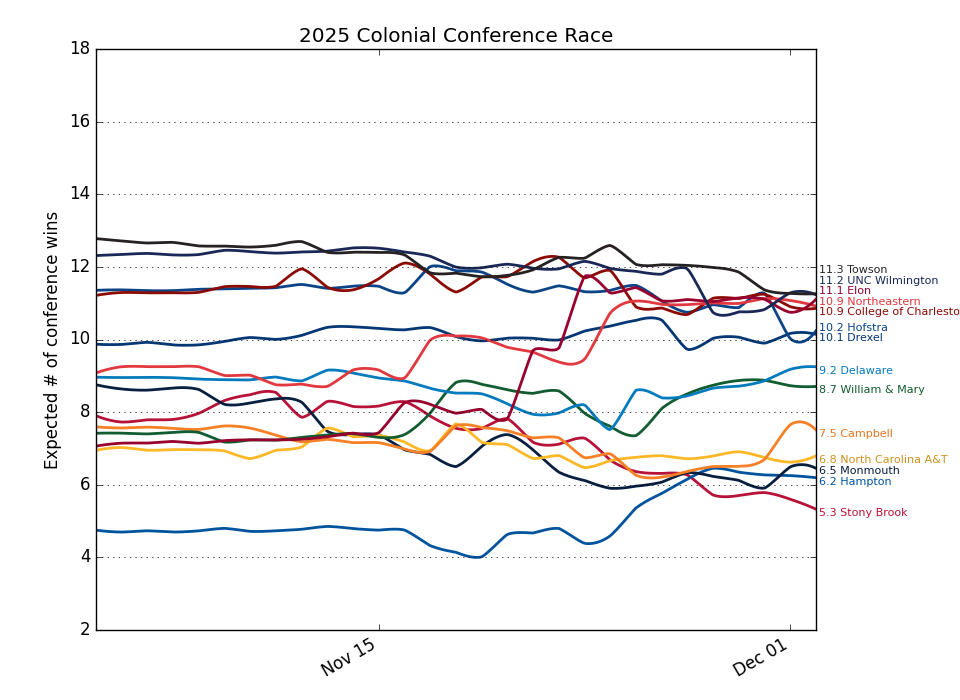 2025 Colonial Conference Race
Expected # of conference wins
18
16
14
12
10
8
6
4
2
Nov 15
Dec 01
11.3 Towson
11.2 UNC Wilmington
11.1 Elon
10.9 Northeastern
10.9 College of Charlesto
10.2 Hofstra
10.1 Drexel
9.2 Delaware
8.7 William & Mary
7.5 Campbell
6.8 North Carolina A&T
6.5 Monmouth
6.2 Hampton
5.3 Stony Brook